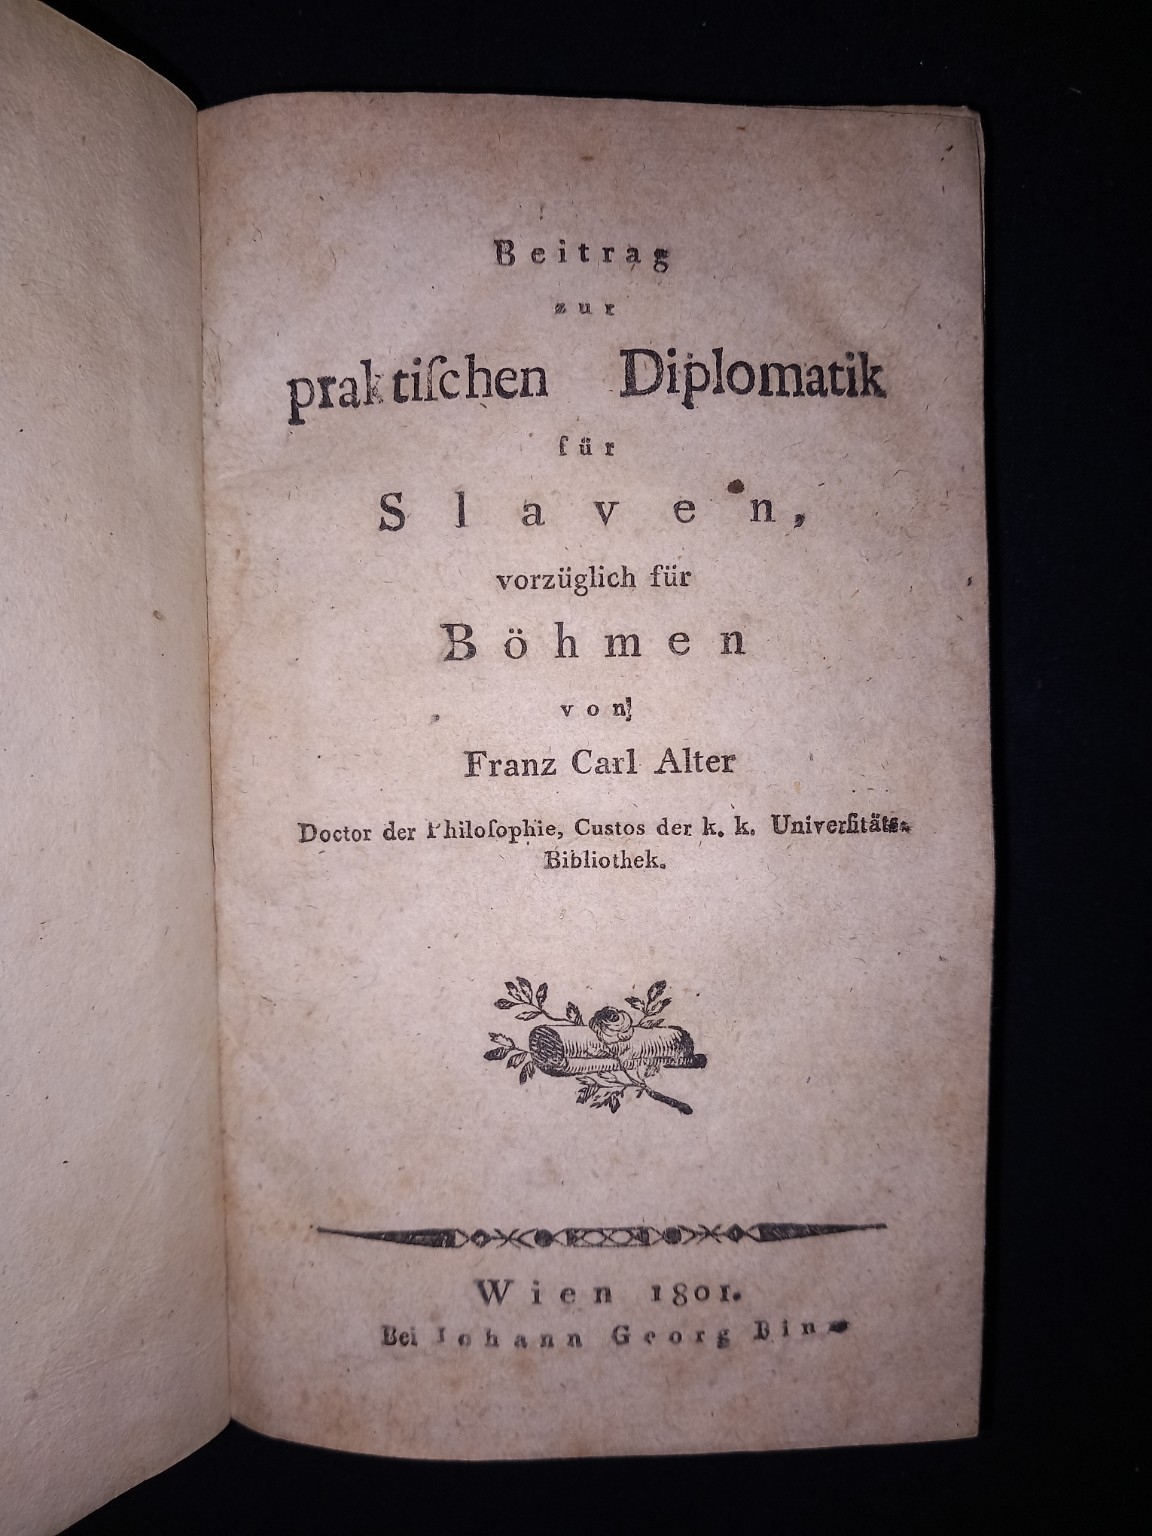 Beitrag
zur
praktiſchen Diplomatik
für
Slaven,
vorzüglich für
Böhmen
von
Franz Carl Alter
Doctor der Philoſophie, Custos der k. k. Univerſitäts-
Bibliothek.
Wien 1801.
Bei Johann Georg